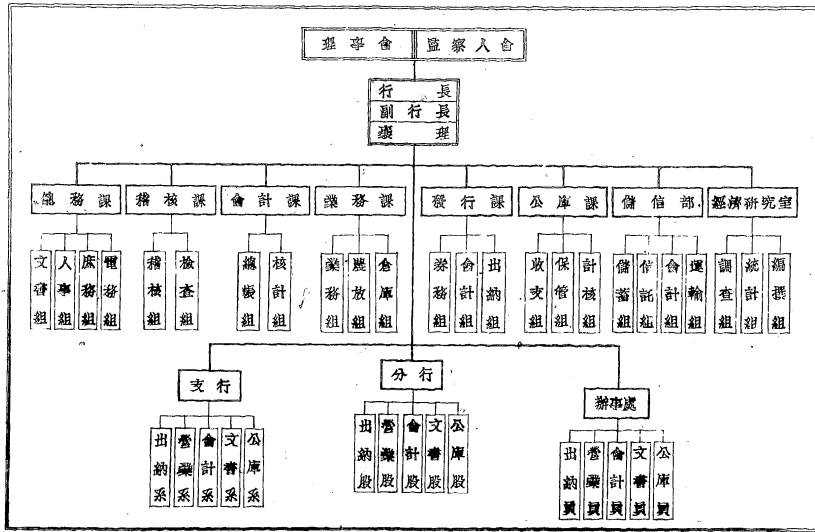 理事會 監察人會
行長
副行長
襄理
總務課 稽核課 會計課 業務課 發行課 公庫課 儲信部 經濟研究室
文書組 人事組 庶務組 電務組 稽核組 檢查組 總帳組 核計組 業務組 農放組 倉庫組 券務組 會計組 出納組 收支組 保管組 計核組 儲蓄組 信託組 會計組 運輸組 調查組 統計組 編撰組
支行 分行 辦事處
出納系 營業系 會計系 文書系 公庫系 出納股 營業股 會計股 文書股 公庫股 出納員 營業員 會計員 文書員 公庫員